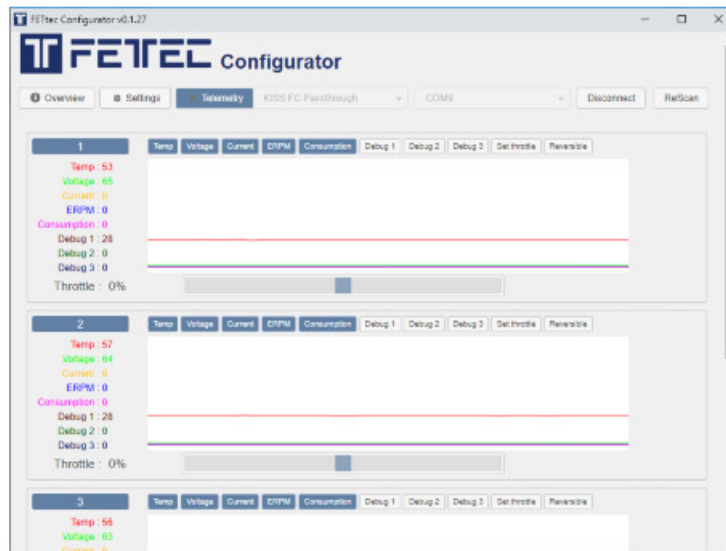 FETtec Configurator v0.1.27
FETTEC Configurator
Overview Settings Telemetry KISS FC Passthrough COM9 Disconnect ReScan
1 Temp Voltage Current ERPM Consumption Debug 1 Debug 2 Debug 3 Set throttle Reversible
Temp : 53
Voltage : 65
Current : 0
ERPM : 0
Consumption : 0
Debug 1 : 28
Debug 2 : 0
Debug 3 : 0
Throttle : 0%
2 Temp Voltage Current ERPM Consumption Debug 1 Debug 2 Debug 3 Set throttle Reversible
Temp : 57
Voltage : 64
Current : 0
ERPM : 0
Consumption : 0
Debug 1 : 28
Debug 2 : 0
Debug 3 : 0
Throttle : 0%
3 Temp Voltage Current ERPM Consumption Debug 1 Debug 2 Debug 3 Set throttle Reversible
Temp : 56
Voltage : 63
Current : 0